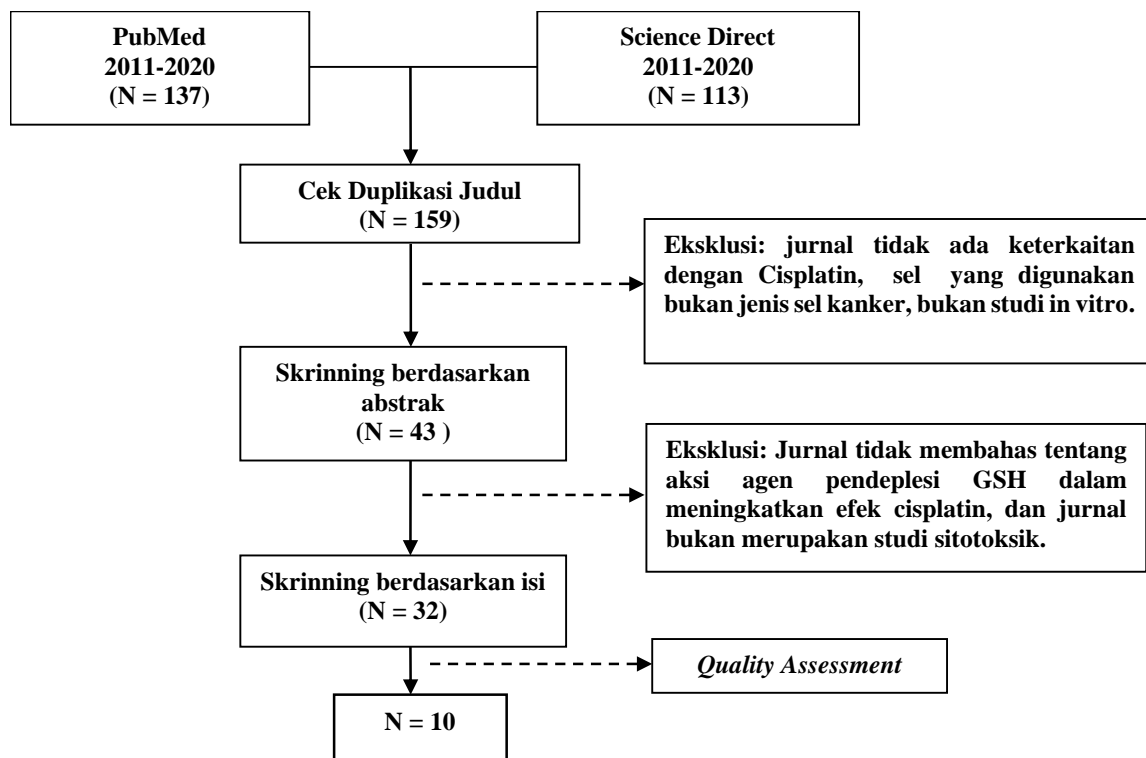 PubMed
2011-2020
(N = 137)
Science Direct
2011-2020
(N = 113)
Cek Duplikasi Judul
(N = 159)
Eksklusi: jurnal tidak ada keterkaitan
dengan Cisplatin, sel yang digunakan
bukan jenis sel kanker, bukan studi in vitro.
Skrinning berdasarkan
abstrak
(N = 43 )
Eksklusi: Jurnal tidak membahas tentang
aksi agen pendeplesi GSH dalam
meningkatkan efek cisplatin, dan jurnal
bukan merupakan studi sitotoksik.
Skrinning berdasarkan isi
(N = 32)
Quality Assessment
N = 10